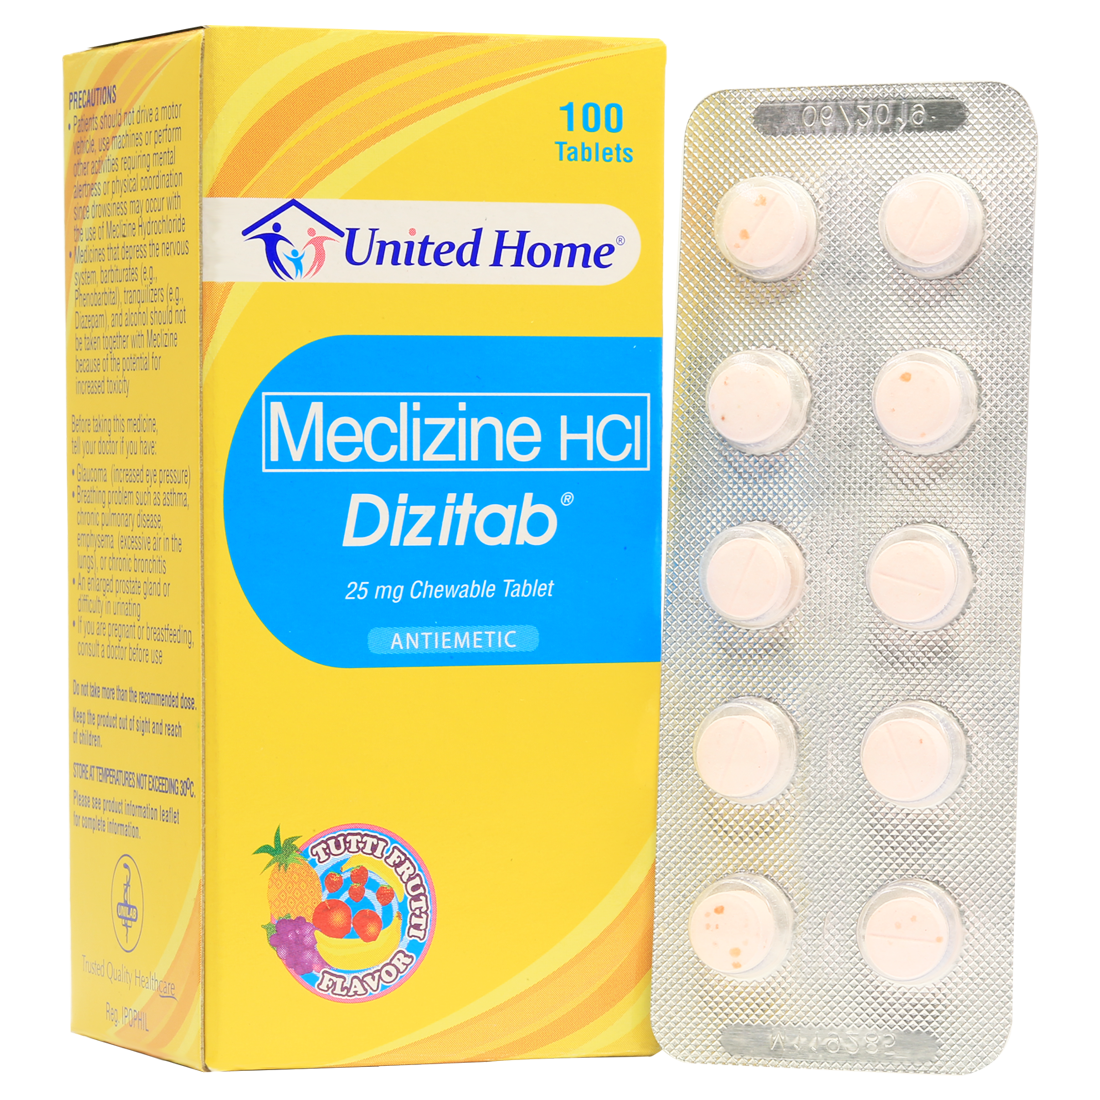 PRECAUTIONS
• Patients should not drive a motor
vehicle, use machines or perform
other activities requiring mental
alertness or physical coordination
since drowsiness may occur with
the use of Meclizine Hydrochloride
• Medicines that depress the nervous
system, barbiturates (e.g.,
Phenobarbital), tranquilizers (e.g.,
Diazepam), and alcohol should not
be taken together with Meclizine
because of the potential for
increased toxicity
Before taking this medicine,
tell your doctor if you have:
• Glaucoma (increased eye pressure)
• Breathing problem such as asthma,
chronic pulmonary disease,
emphysema (excessive air in the
lungs), or chronic bronchitis
• An enlarged prostate gland or
difficulty in urinating
• If you are pregnant or breastfeeding,
consult a doctor before use
Do not take more than the recommended dose.
Keep the product out of sight and reach
of children.
STORE AT TEMPERATURES NOT EXCEEDING 30ºC.
Please see product information leaflet
for complete information.
UNILAB
Trusted Quality Healthcare
Reg. IPOPHIL
100
Tablets
United Home®
Meclizine HCl
Dizitab®
25 mg Chewable Tablet
ANTIEMETIC
TUTTI FRUTTI
FLAVOR
06/2019